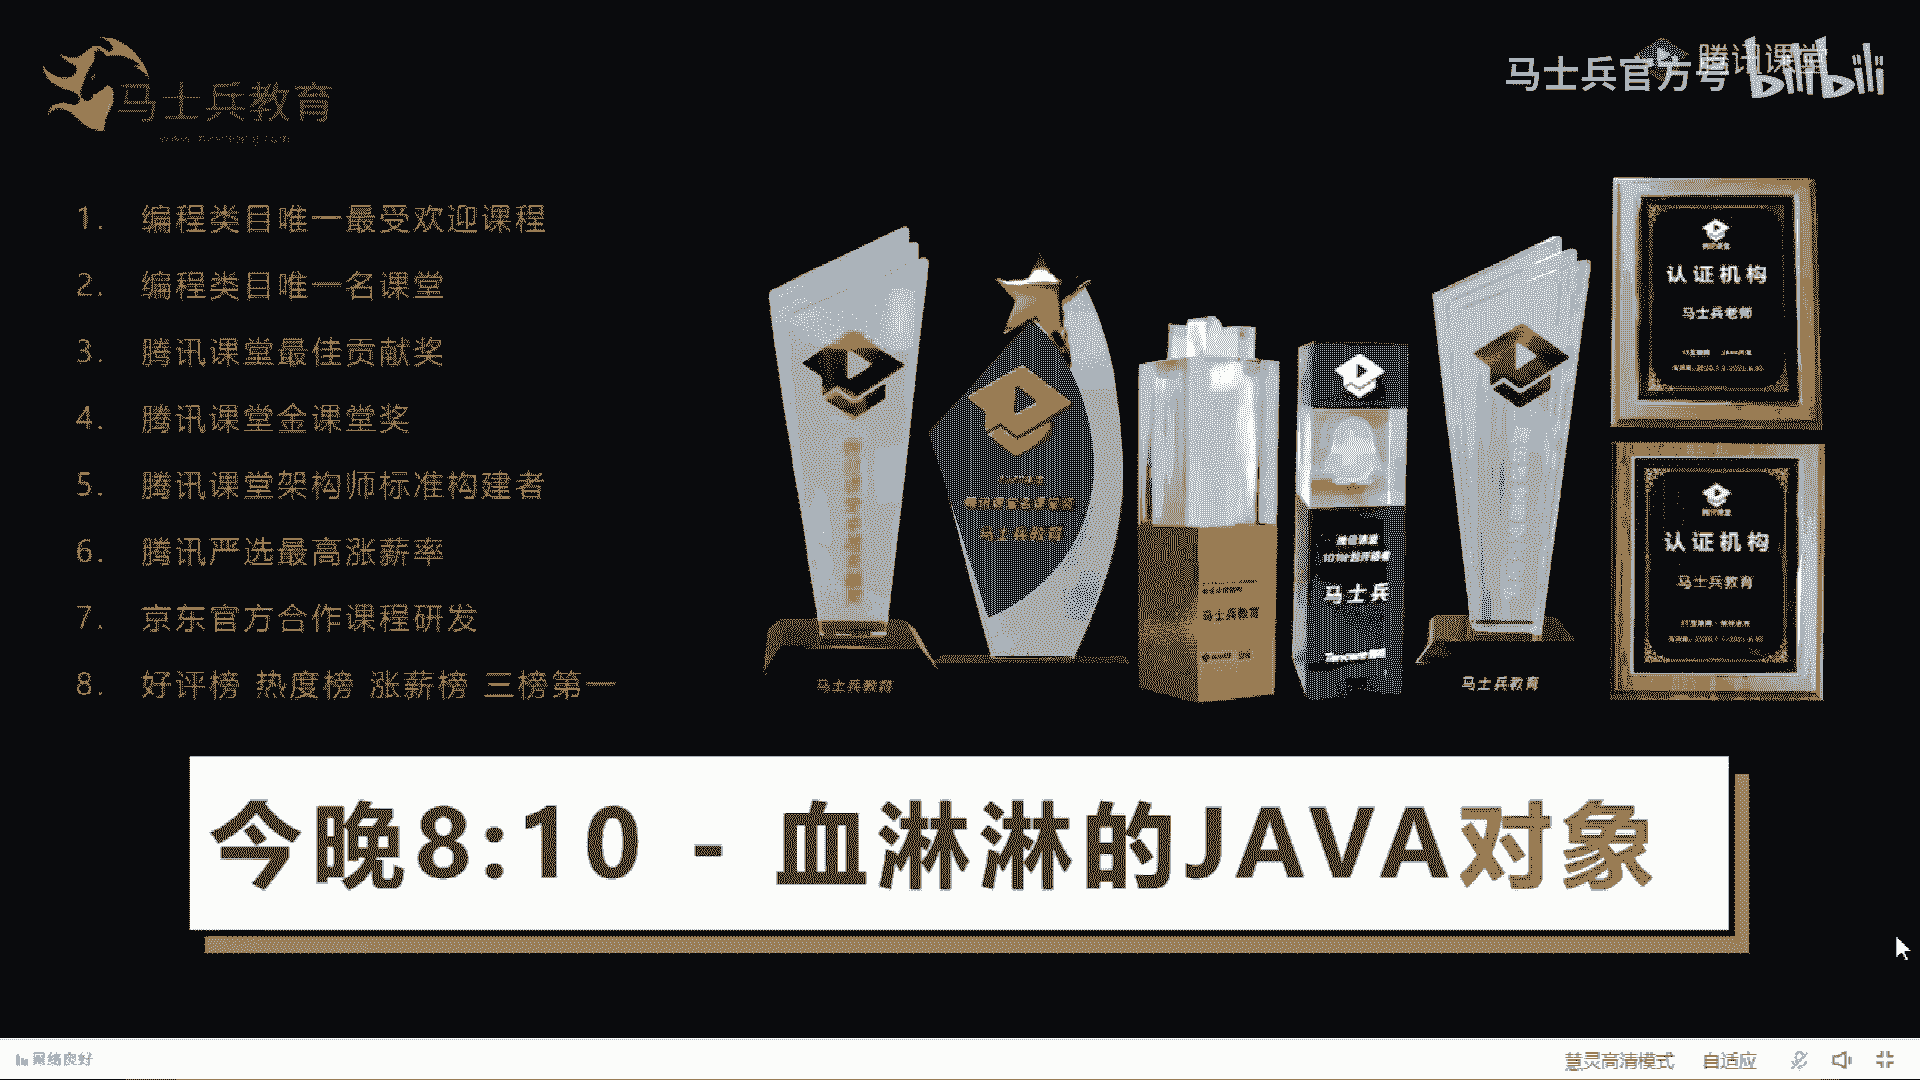 马士兵教育
马士兵官方号 bilibili
腾讯课堂
1. 编程类目唯一最受欢迎课程
2. 编程类目唯一名课堂
3. 腾讯课堂最佳贡献奖
4. 腾讯课堂金课堂奖
5. 腾讯课堂架构师标准构建者
6. 腾讯严选最高涨薪率
7. 京东官方合作课程研发
8. 好评榜 热度榜 涨薪榜 三榜第一
认证机构
马士兵老师
认证机构
马士兵教育
马士兵教育
马士兵教育
马士兵
马士兵教育
马士兵教育
今晚8:10 - 血淋淋的JAVA对象
网络良好
慧灵高清模式 自适应